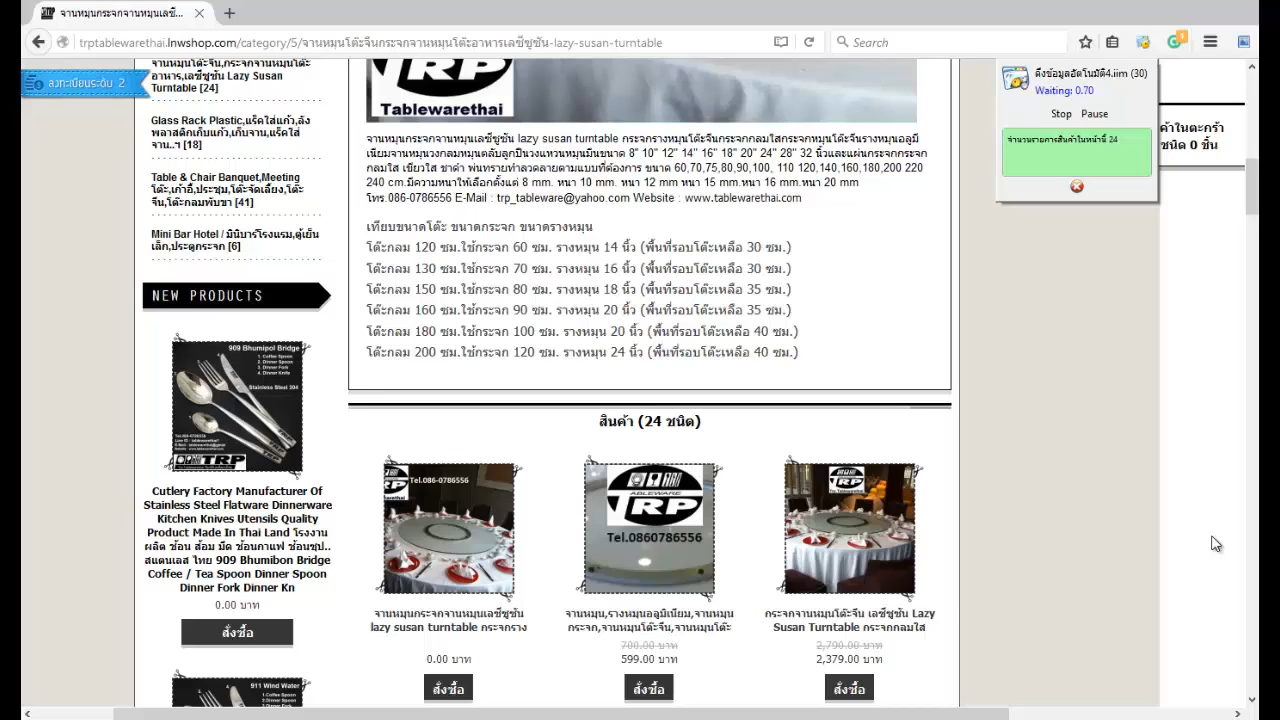 จานหมุนกระจกจานหมุนเลซี...
trptablewarethai.lnwshop.com/category/5/จานหมุนโต๊ะจีนกระจกจานหมุนโต๊ะอาหารเลซีซูซัน-lazy-susan-turntable
Search
ลงทะเบียนระดับ 2
จานหมุนโต๊ะจีน,กระจกจานหมุนโต๊ะ
อาหาร,เลซีซูซัน Lazy Susan
Turntable [24]
Glass Rack Plastic,แร็คใส่แก้ว,ลัง
พลาสติกเก็บแก้ว,เก็บจาน,แร็คใส่
จาน..ฯ [18]
Table & Chair Banquet,Meeting
โต๊ะ,เก้าอี้,ประชุม,โต๊ะจัดเลี้ยง,โต๊ะ
จีน,โต๊ะกลมพับขา [41]
Mini Bar Hotel / มินิบาร์โรงแรม,ตู้เย็น
เล็ก,ประตูกระจก [6]
NEW PRODUCTS
909 Bhumipol Bridge
1. Coffee Spoon
2. Dinner Spoon
3. Dinner Fork
4. Dinner Knife
Stainless Steel 304
TRP
Cutlery Factory Manufacturer Of
Stainless Steel Flatware Dinnerware
Kitchen Knives Utensils Quality
Product Made In Thai Land โรงงาน
ผลิต ช้อน ส้อม มีด ช้อนกาแฟ ช้อนซุป..
สแตนเลส ไทย 909 Bhumibon Bridge
Coffee / Tea Spoon Dinner Spoon
Dinner Fork Dinner Kn
0.00 บาท
สั่งซื้อ
911 Wind Water
TRP
Tablewarethai
จานหมุนกระจกจานหมุนเลซีซูซัน lazy susan turntable กระจกรางหมุนโต๊ะจีนกระจกกลมใสกระจกหมุนโต๊ะจีนรางหมุนอลูมิ
เนียมจานหมุนวงกลมหมุนตลับลูกปืนวงแหวนหมุนมีขนาด 8" 10" 12" 14" 16" 18" 20" 24" 28" 32 นิ้วและแผ่นกระจกกระจก
กลมใส เขียวใส ชาดำ พ่นทรายทำลวดลายตามแบบที่ต้องการ ขนาด 60,70,75,80,90,100, 110 120,140,160,180,200 220
240 cm.มีความหนาให้เลือกตั้งแต่ 8 mm. หนา 10 mm. หนา 12 mm หนา 15 mm.หนา 16 mm.หนา 20 mm
โทร.086-0786556 E-Mail : trp_tableware@yahoo.com Website : www.tablewarethai.com
เทียบขนาดโต๊ะ ขนาดกระจก ขนาดรางหมุน
โต๊ะกลม 120 ซม.ใช้กระจก 60 ซม. รางหมุน 14 นิ้ว (พื้นที่รอบโต๊ะเหลือ 30 ซม.)
โต๊ะกลม 130 ซม.ใช้กระจก 70 ซม. รางหมุน 16 นิ้ว (พื้นที่รอบโต๊ะเหลือ 30 ซม.)
โต๊ะกลม 150 ซม.ใช้กระจก 80 ซม. รางหมุน 18 นิ้ว (พื้นที่รอบโต๊ะเหลือ 35 ซม.)
โต๊ะกลม 160 ซม.ใช้กระจก 90 ซม. รางหมุน 20 นิ้ว (พื้นที่รอบโต๊ะเหลือ 35 ซม.)
โต๊ะกลม 180 ซม.ใช้กระจก 100 ซม. รางหมุน 20 นิ้ว (พื้นที่รอบโต๊ะเหลือ 40 ซม.)
โต๊ะกลม 200 ซม.ใช้กระจก 120 ซม. รางหมุน 24 นิ้ว (พื้นที่รอบโต๊ะเหลือ 40 ซม.)
สินค้า (24 ชนิด)
Tel.086-0786556
จานหมุนกระจกจานหมุนเลซีซูซัน
lazy susan turntable กระจกราง
0.00 บาท
สั่งซื้อ
ABLEWARE
TRP
Tel.0860786556
จานหมุน,รางหมุนอลูมิเนียม,จานหมุน
กระจก,จานหมุนโต๊ะจีน,จานหมุนโต๊ะ
700.00 บาท
599.00 บาท
สั่งซื้อ
TRP
กระจกจานหมุนโต๊ะจีน เลซีซูซัน Lazy
Susan Turntable กระจกกลมใส
2,790.00 บาท
2,379.00 บาท
สั่งซื้อ
ดึงข้อมูลอัตโนมัติ4.iim (30)
Waiting: 0.70
Stop Pause
จำนวนรายการสินค้าในหน้านี้ 24
ค้าในตะกร้า
ชนิด 0 ชิ้น